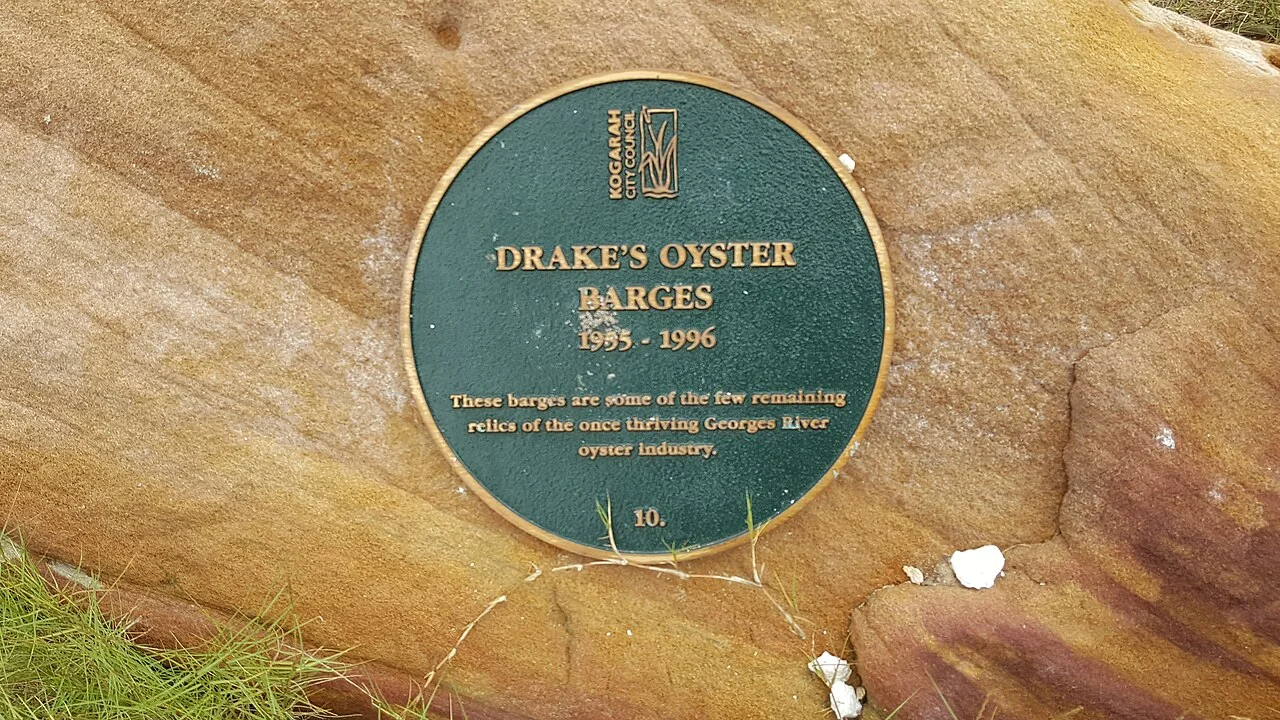 KOGARAH
CITY COUNCIL
DRAKE'S OYSTER
BARGES
1935 - 1996
These barges are some of the few remaining
relics of the once thriving Georges River
oyster industry.
10.